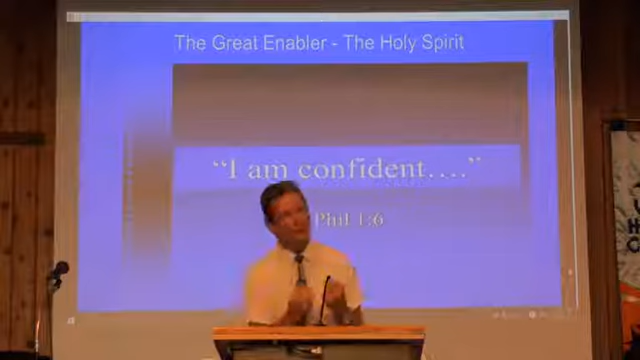 The Great Enabler - The Holy Spirit
“I am confident….”
Phil 1:6